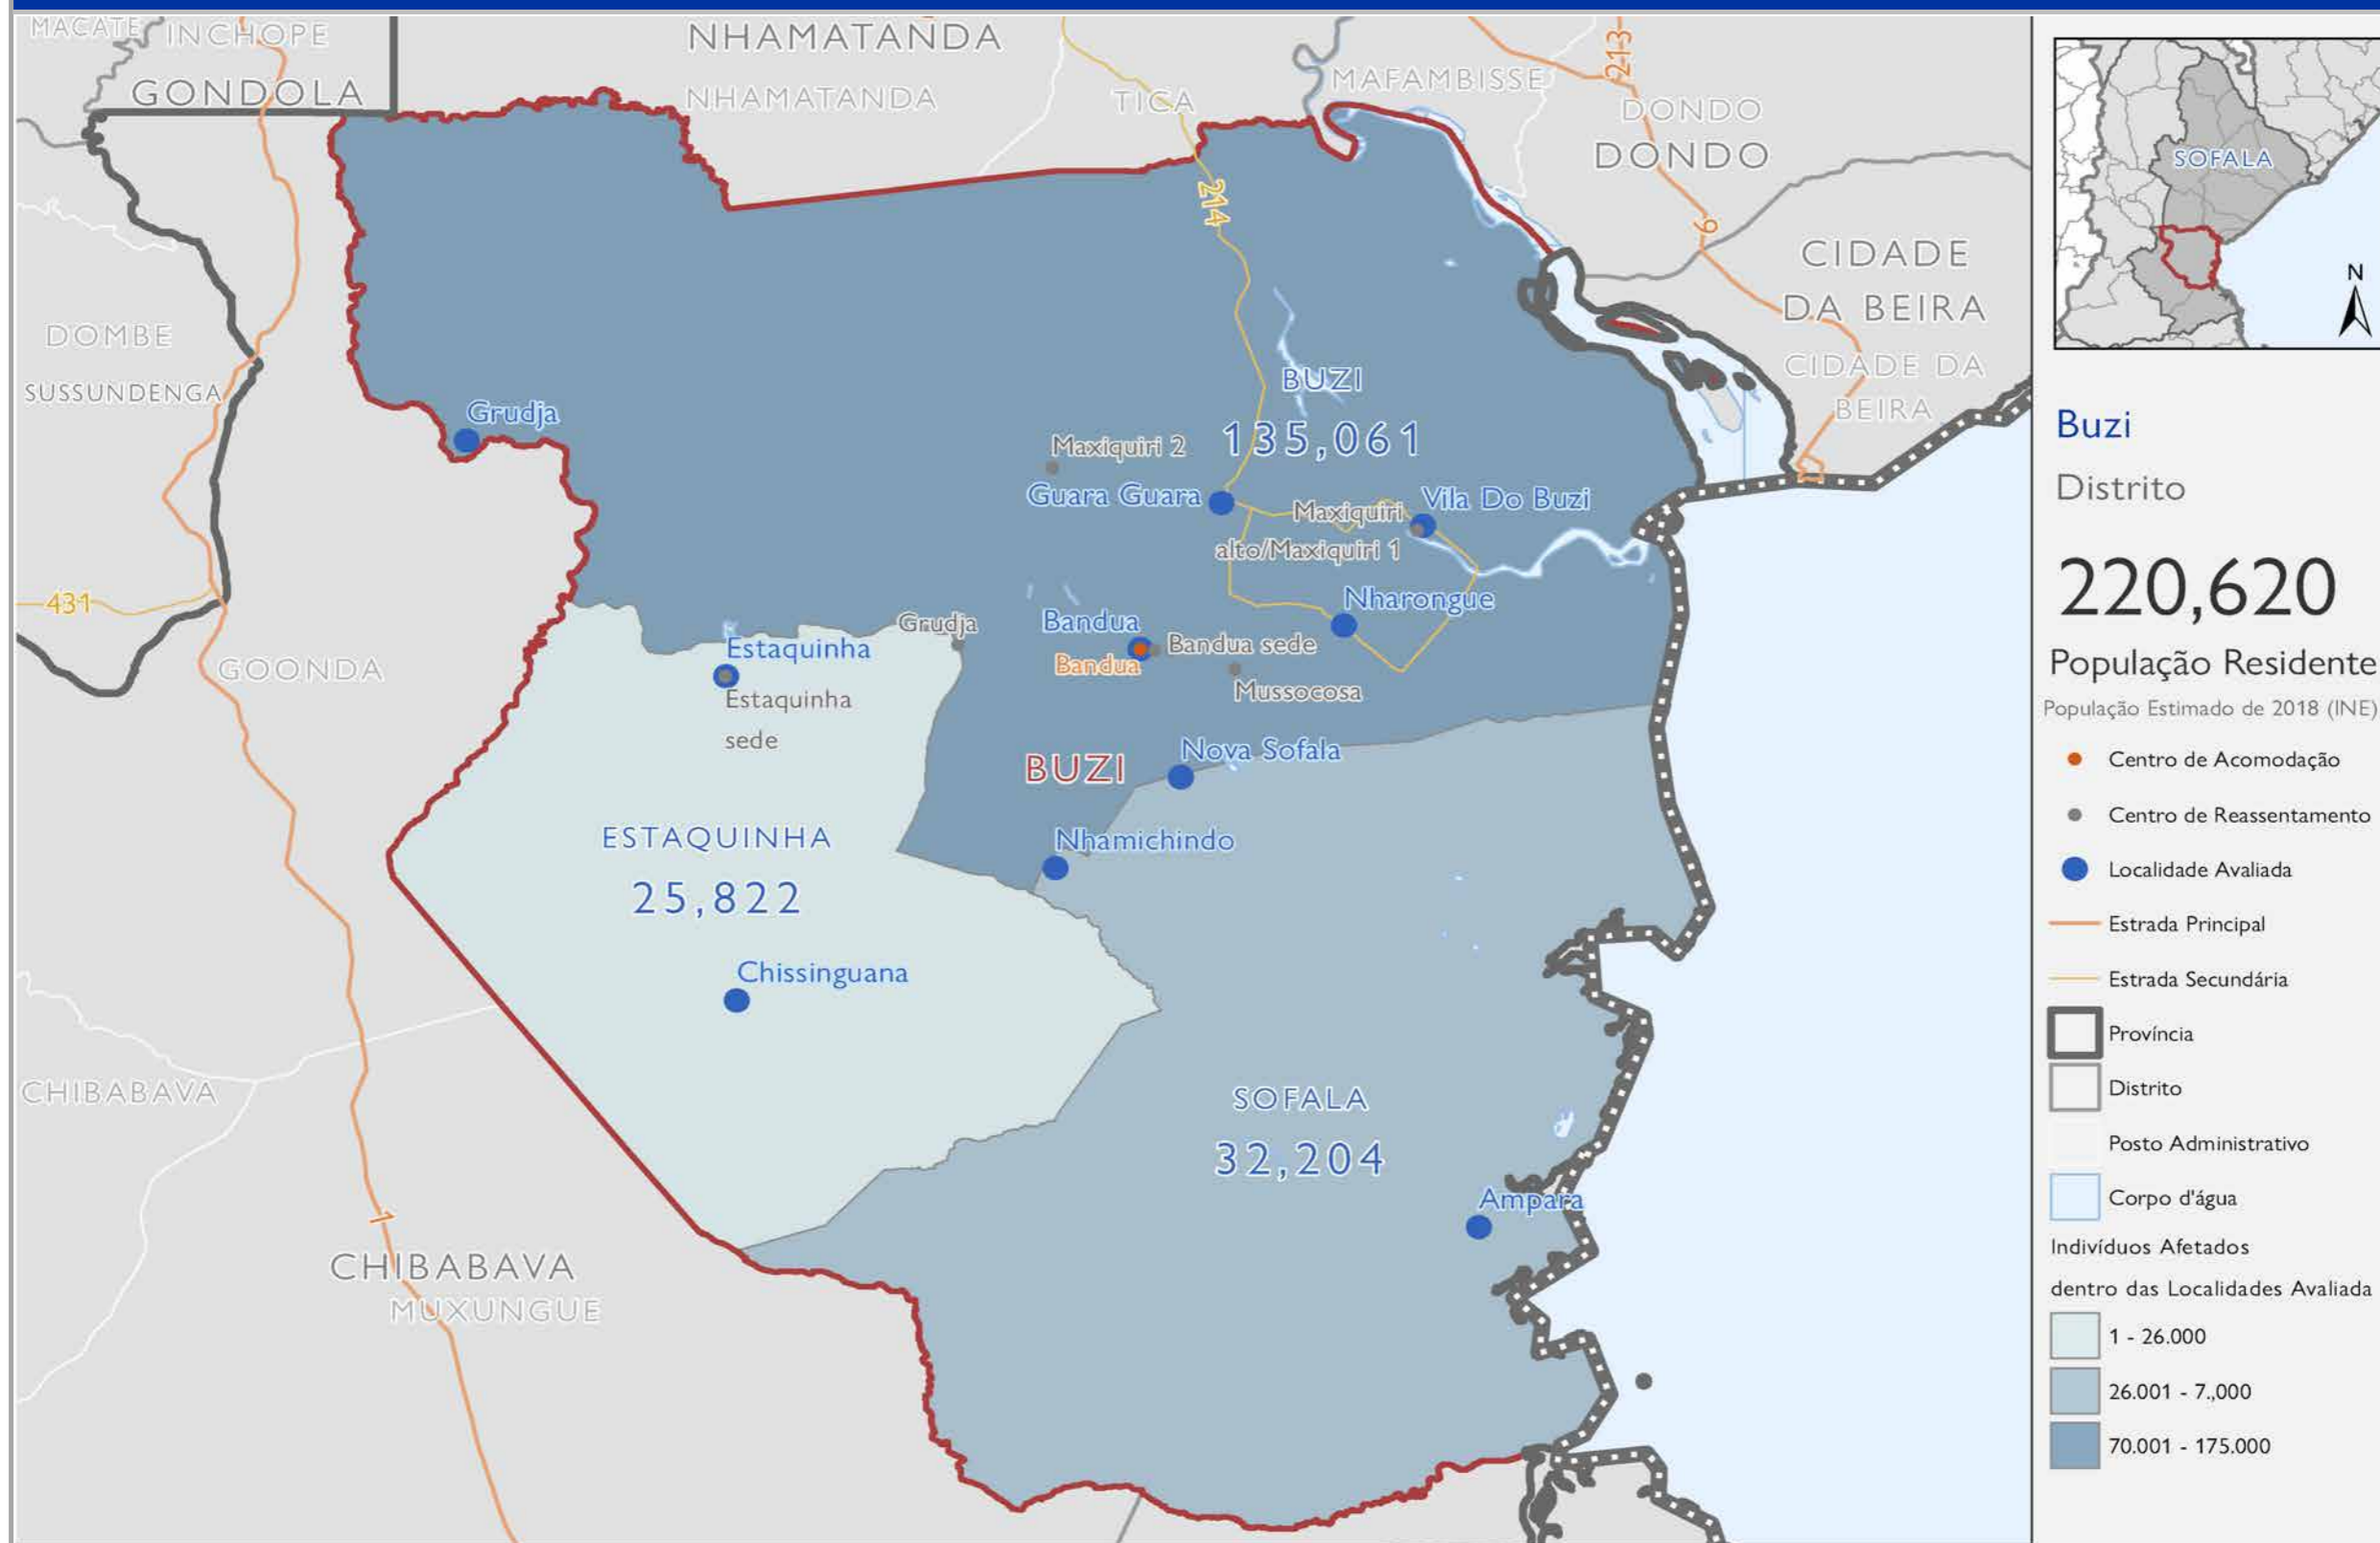 MACATE
INCHOPE
GONDOLA
NHAMATANDA
NHAMATANDA
TICA
MAFAMBISSE
213
DONDO
DONDO
214
6
CIDADE
DA BEIRA
CIDADE DA
BEIRA
DOMBE
SUSSUNDENGA
Grudja
BUZI
135,061
Maxiquiri 2
Guara Guara
Maxiquiri
alto/Maxiquiri 1
Vila Do Buzi
431
GOONDA
Grudja
Bandua
Bandua
Bandua sede
Nharongue
Mussocosa
Estaquinha
Estaquinha
sede
BUZI
Nova Sofala
Nhamichindo
ESTAQUINHA
25,822
Chissinguana
SOFALA
32,204
Ampara
CHIBABAVA
1
CHIBABAVA
MUXUNGUE
SOFALA
N
Buzi
Distrito
220,620
População Residente
População Estimado de 2018 (INE)
Centro de Acomodação
Centro de Reassentamento
Localidade Avaliada
Estrada Principal
Estrada Secundária
Província
Distrito
Posto Administrativo
Corpo d'água
Indivíduos Afetados
dentro das Localidades Avaliada
1 - 26.000
26.001 - 7.,000
70.001 - 175.000